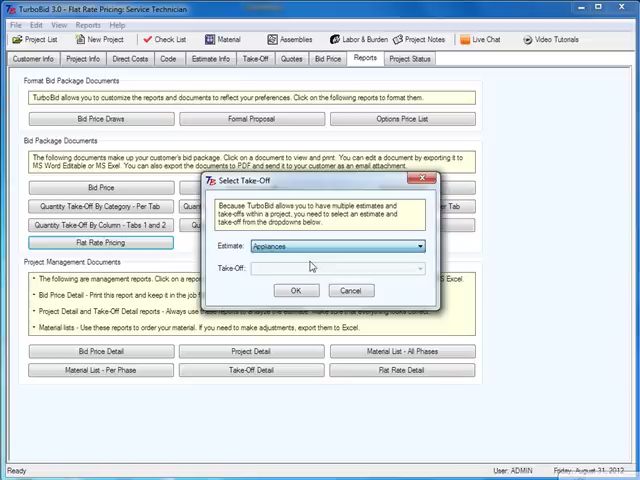 TurboBid 3.0 - Flat Rate Pricing: Service Technician
File Edit View Reports Help
Project List New Project Check List Material Assemblies Labor & Burden Project Notes Live Chat Video Tutorials
Customer Info Project Info Direct Costs Code Estimate Info Take-Off Quotes Bid Price Reports Project Status
Format Bid Package Documents
TurboBid allows you to customize the reports and documents to reflect your preferences. Click on the following reports to format them.
Bid Price Draws Formal Proposal Options Price List
Bid Package Documents
The following documents make up your customer's bid package. Click on a document to view and print. You can edit a document by exporting it to
MS Word Editable or MS Exel. You can also export the documents to PDF and send it to your customer as an email attachment.
Bid Price
Quantity Take-Off By Category - Per Tab
Quantity Take-Off By Column - Tabs 1 and 2
Flat Rate Pricing
Select Take-Off
Because TurboBid allows you to have multiple estimates and
take-offs within a project, you need to select an estimate and
take-off from the dropdowns below.
Estimate: Appliances
Take-Off:
OK Cancel
Project Management Documents
• The following are management reports. Click on a repo MS Excel.
• Bid Price Detail - Print this report and keep it in the job f
• Project Detail and Take-Off Detail reports - Always use
• Material lists - Use these reports to order your material. If you need to make adjustments, export them to Excel.
Bid Price Detail Project Detail Material List - All Phases
Material List - Per Phase Take-Off Detail Flat Rate Detail
Ready User: ADMIN Friday, August 31, 2012